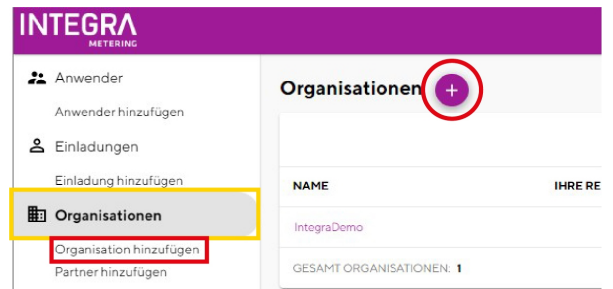 INTEGRA
METERING
Anwender
Anwender hinzufügen
Einladungen
Einladung hinzufügen
Organisationen
Organisation hinzufügen
Partner hinzufügen
Organisationen +
NAME IHRE RE
IntegraDemo
GESAMT ORGANISATIONEN: 1